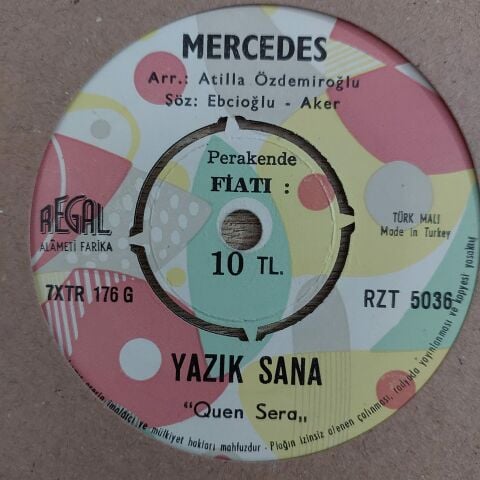 MERCEDES
Arr.: Atilla Özdemiroğlu
Söz: Ebcioğlu - Aker
Perakende
FİATI :
10 TL.
REGAL
ALÂMETİ FARİKA
TÜRK MALI
Made in Turkey
7XTR 176 G
RZT 5036
YAZIK SANA
"Quen Sera„
imaldiçi ve mülkiyet hakları mahfuzdur - Plağın izinsiz alenen çalınması, radyoda yayınlanması ve kopyesi yasaktır